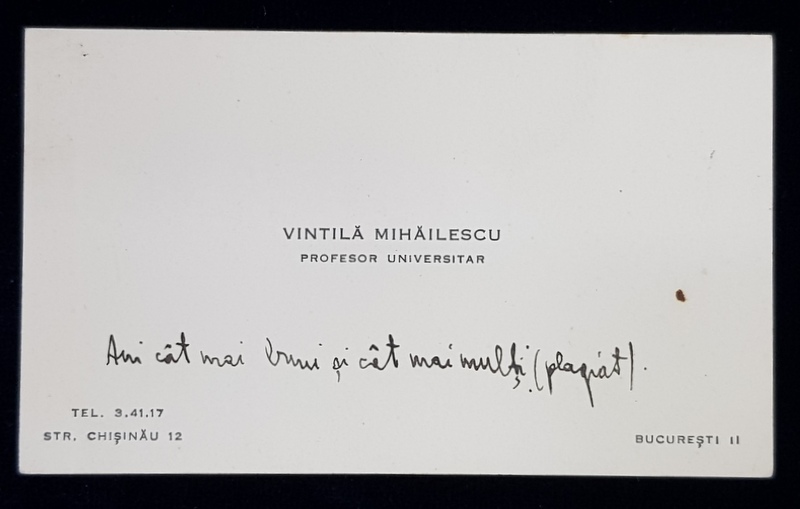 VINTILĂ MIHĂILESCU
PROFESOR UNIVERSITAR
Ani cât mai buni și cât mai mulți. (plagiat).
TEL. 3.41.17
STR. CHIȘINĂU 12
BUCUREȘTI II